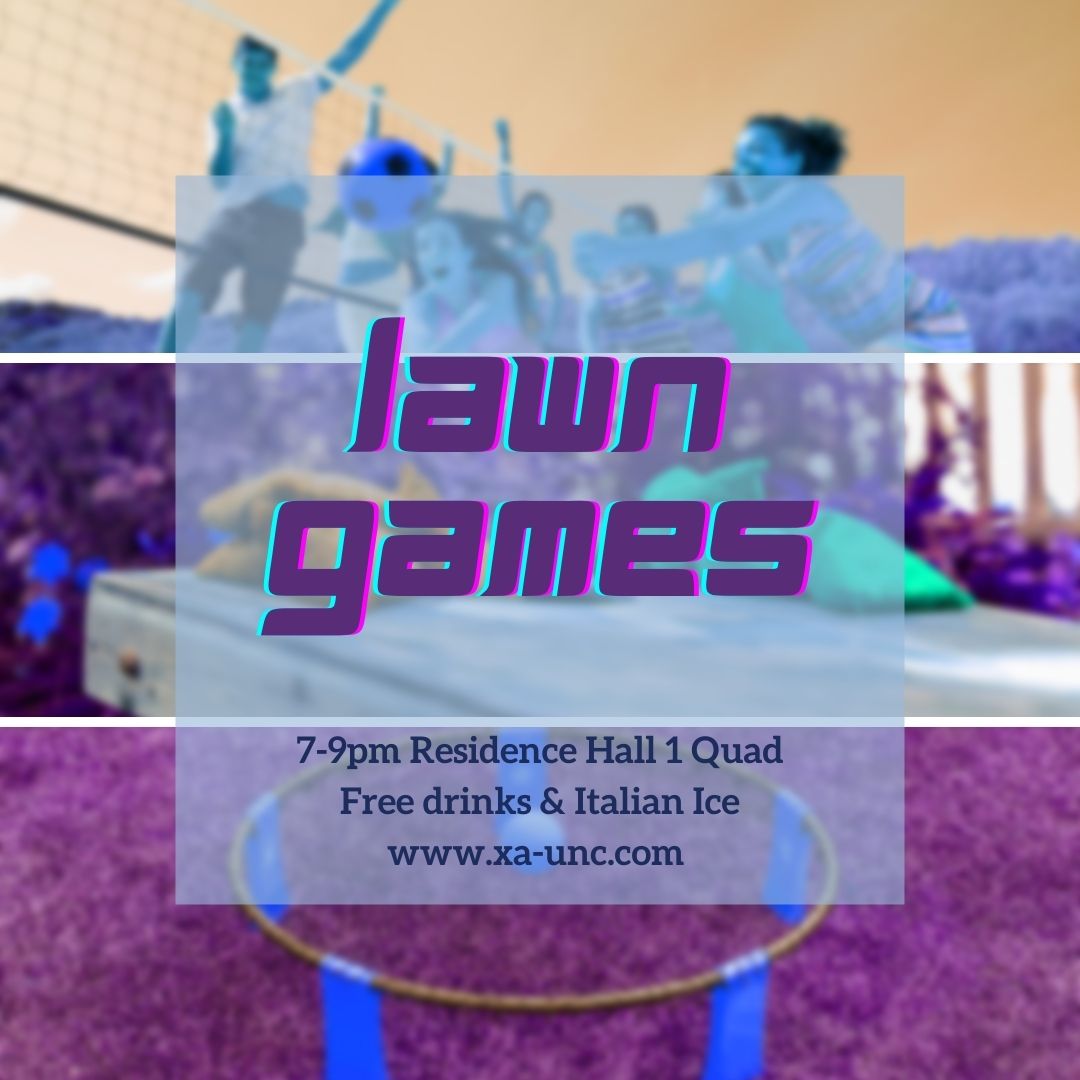 lawn
games
7-9pm Residence Hall 1 Quad
Free drinks & Italian Ice
www.xa-unc.com